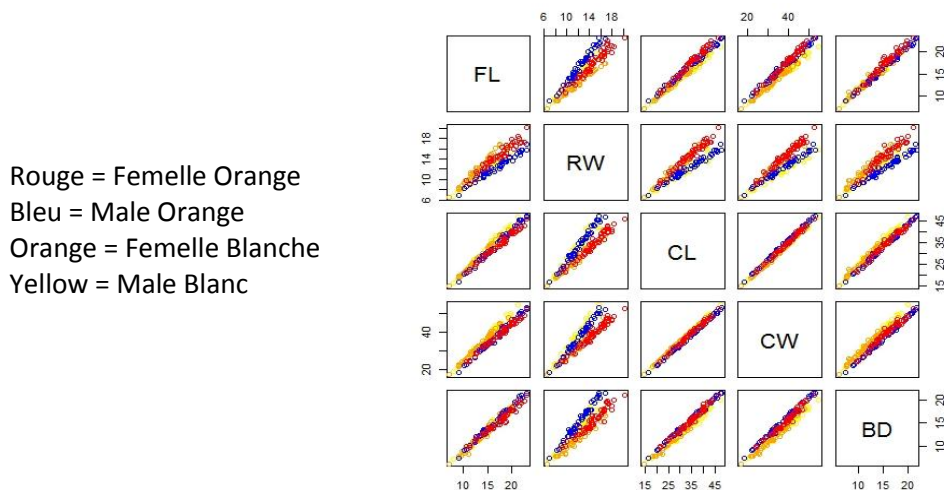 Rouge = Femelle Orange
Bleu = Male Orange
Orange = Femelle Blanche
Yellow = Male Blanc
6 10 14 18
20 40
FL
10 15 20
RW
6 10 14 18
CL
15 25 35 45
CW
20 40
BD
10 15 20
10 15 20
15 25 35 45
10 15 20